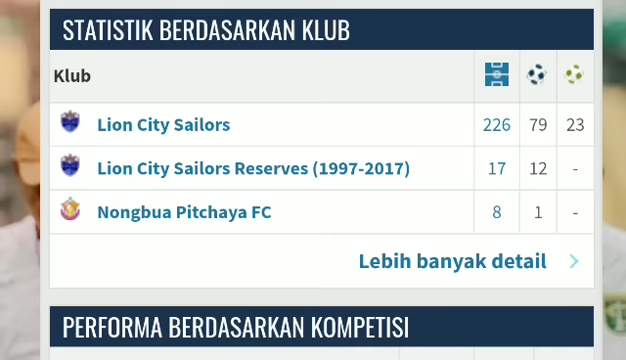 STATISTIK BERDASARKAN KLUB
Klub
Lion City Sailors 226 79 23
Lion City Sailors Reserves (1997-2017) 17 12 -
Nongbua Pitchaya FC 8 1 -
Lebih banyak detail
PERFORMA BERDASARKAN KOMPETISI